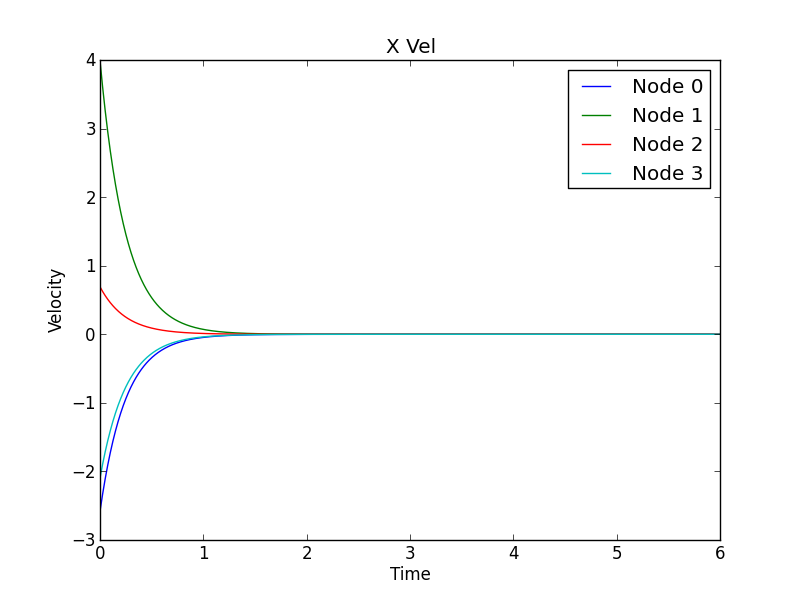 X Vel
4
3
2
1
0
−1
−2
−3
Velocity
Node 0
Node 1
Node 2
Node 3
0 1 2 3 4 5 6
Time